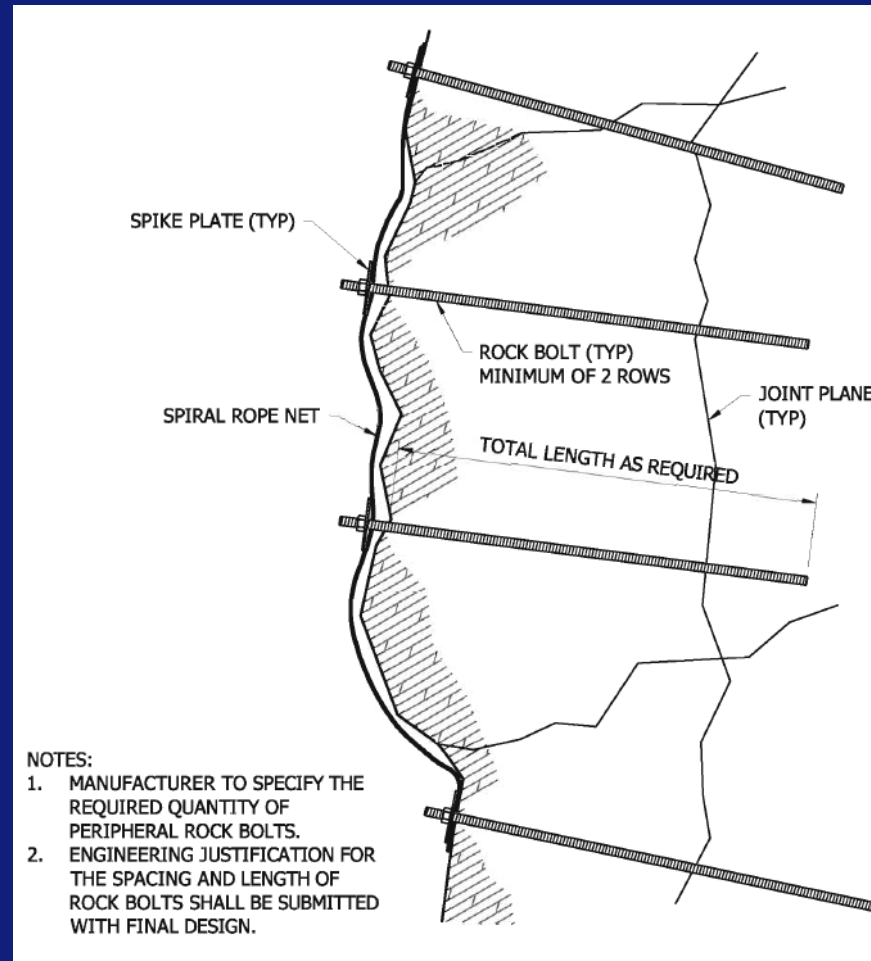 SPIKE PLATE (TYP)
ROCK BOLT (TYP)
MINIMUM OF 2 ROWS
JOINT PLANE
(TYP)
SPIRAL ROPE NET
TOTAL LENGTH AS REQUIRED
NOTES:
1. MANUFACTURER TO SPECIFY THE
REQUIRED QUANTITY OF
PERIPHERAL ROCK BOLTS.
2. ENGINEERING JUSTIFICATION FOR
THE SPACING AND LENGTH OF
ROCK BOLTS SHALL BE SUBMITTED
WITH FINAL DESIGN.